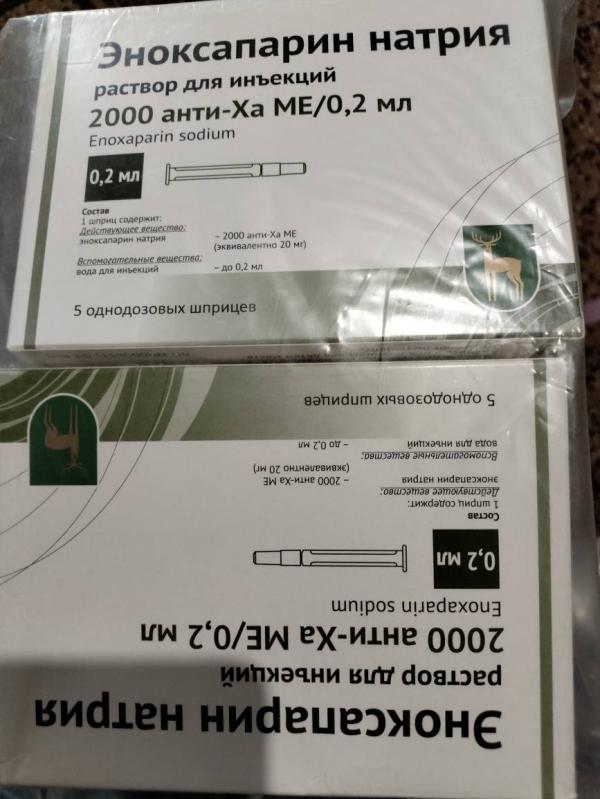 Эноксапарин натрия
раствор для инъекций
2000 анти-Ха МЕ/0,2 мл
Enoxaparin sodium
0,2 мл
Состав
1 шприц содержит:
Действующее вещество:
эноксапарин натрия – 2000 анти-Ха МЕ
(эквивалентно 20 мг)
Вспомогательные вещества:
вода для инъекций – до 0,2 мл
5 однодозовых шприцев
Эноксапарин натрия
раствор для инъекций
2000 анти-Ха МЕ/0,2 мл
Enoxaparin sodium
0,2 мл
Состав
1 шприц содержит:
Действующее вещество:
эноксапарин натрия – 2000 анти-Ха МЕ
(эквивалентно 20 мг)
Вспомогательные вещества:
вода для инъекций – до 0,2 мл
5 однодозовых шприцев